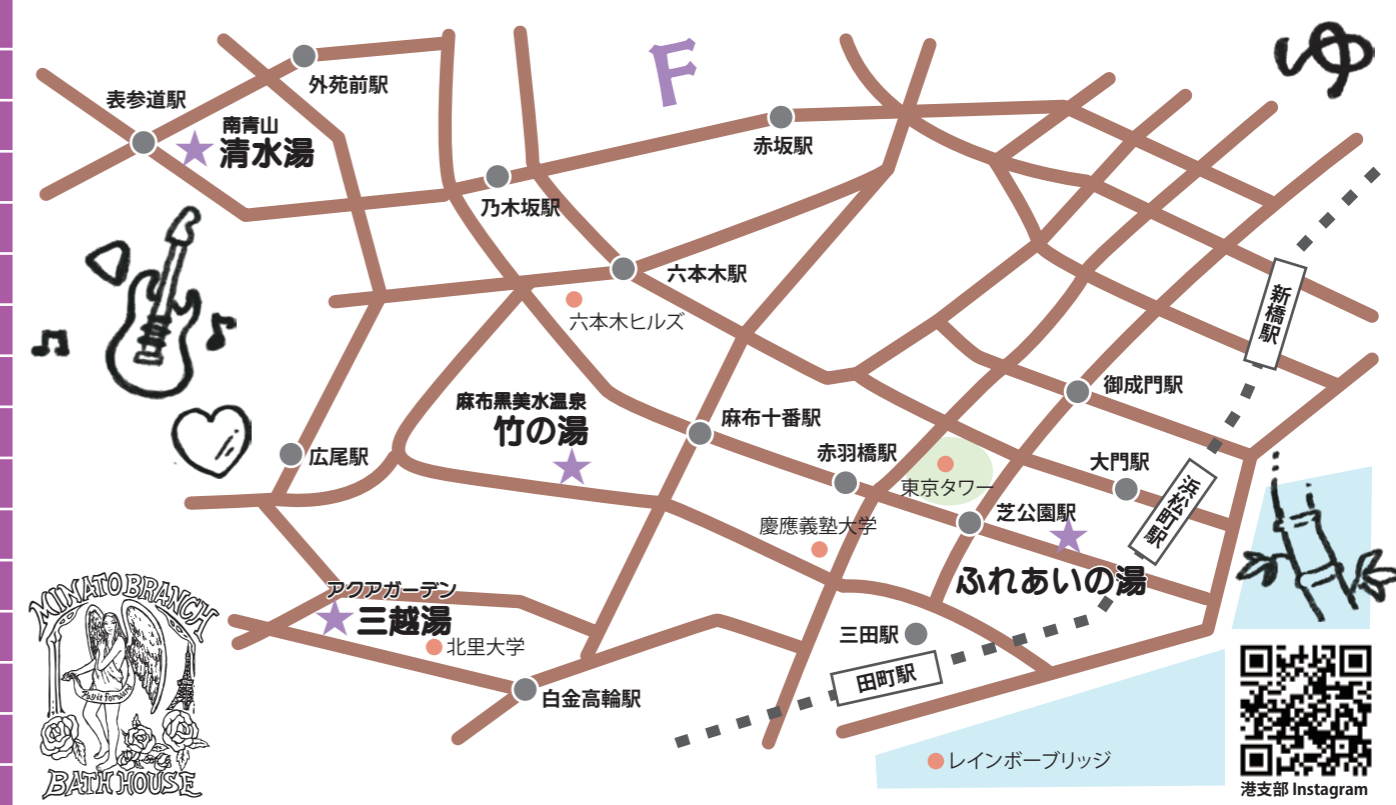 F
ゆ
外苑前駅
表参道駅
南青山
清水湯
赤坂駅
乃木坂駅
六本木駅
六本木ヒルズ
新橋駅
御成門駅
麻布黒美水温泉
竹の湯
麻布十番駅
広尾駅
赤羽橋駅
東京タワー
大門駅
浜松町駅
慶應義塾大学
芝公園駅
ふれあいの湯
アクアガーデン
三越湯
北里大学
三田駅
田町駅
白金高輪駅
レインボーブリッジ
MINATO BRANCH
Pay it forward
BATH HOUSE
港支部 Instagram